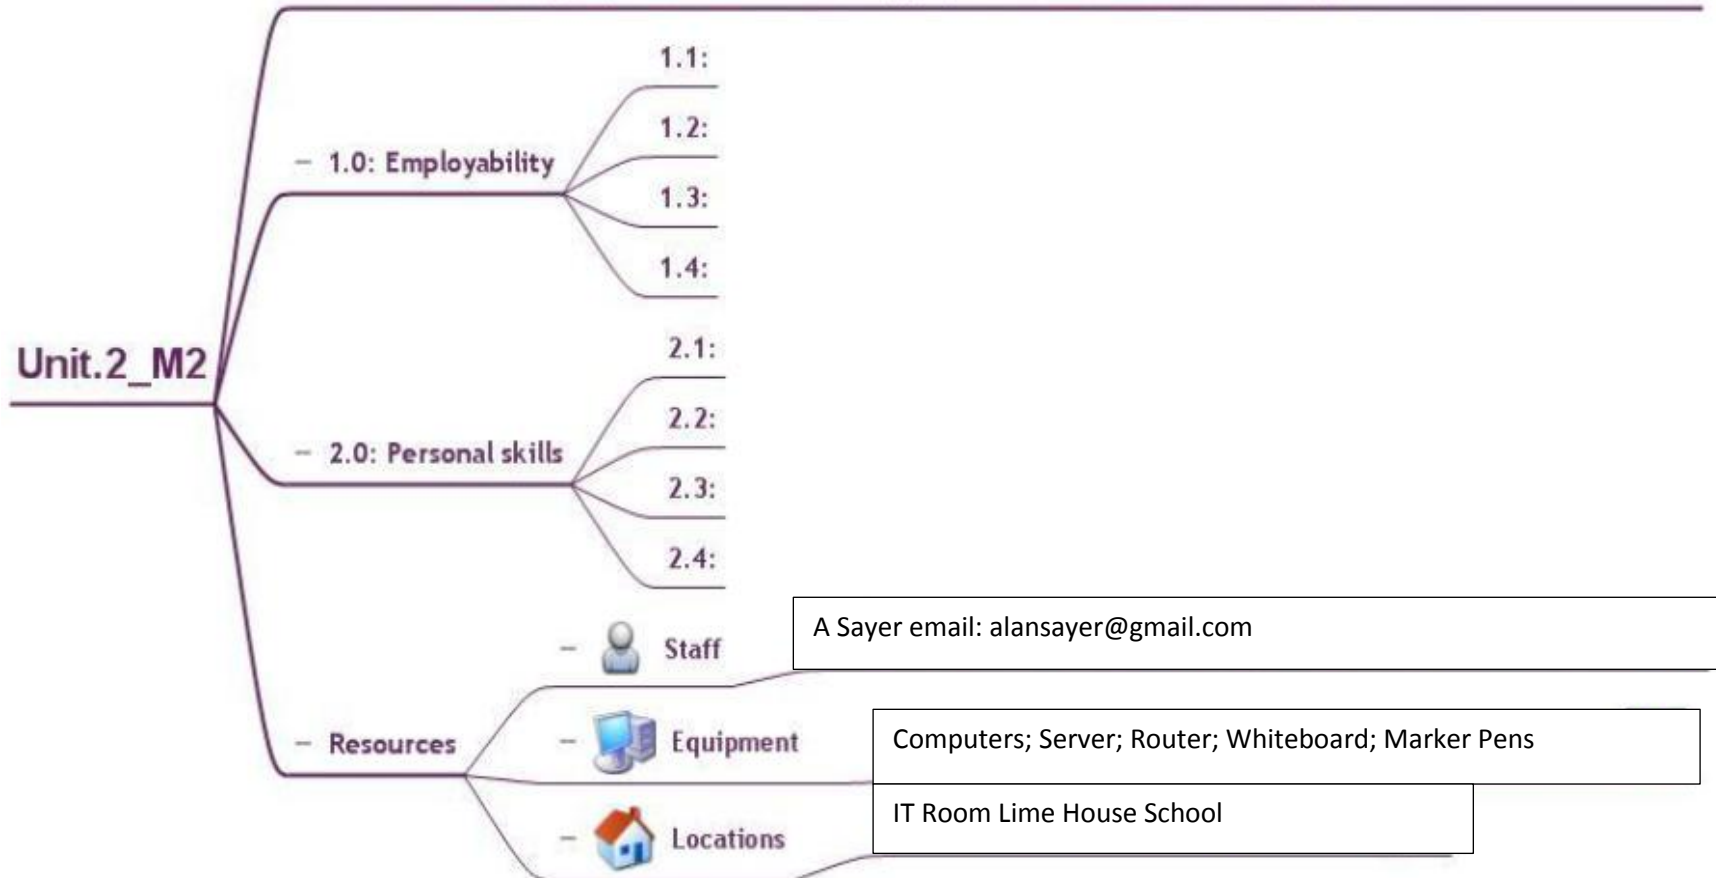 1.1:
1.2:
– 1.0: Employability
1.3:
1.4:
Unit.2_M2
2.1:
2.2:
– 2.0: Personal skills
2.3:
2.4:
– Staff
A Sayer email: alansayer@gmail.com
– Resources
– Equipment
Computers; Server; Router; Whiteboard; Marker Pens
– Locations
IT Room Lime House School